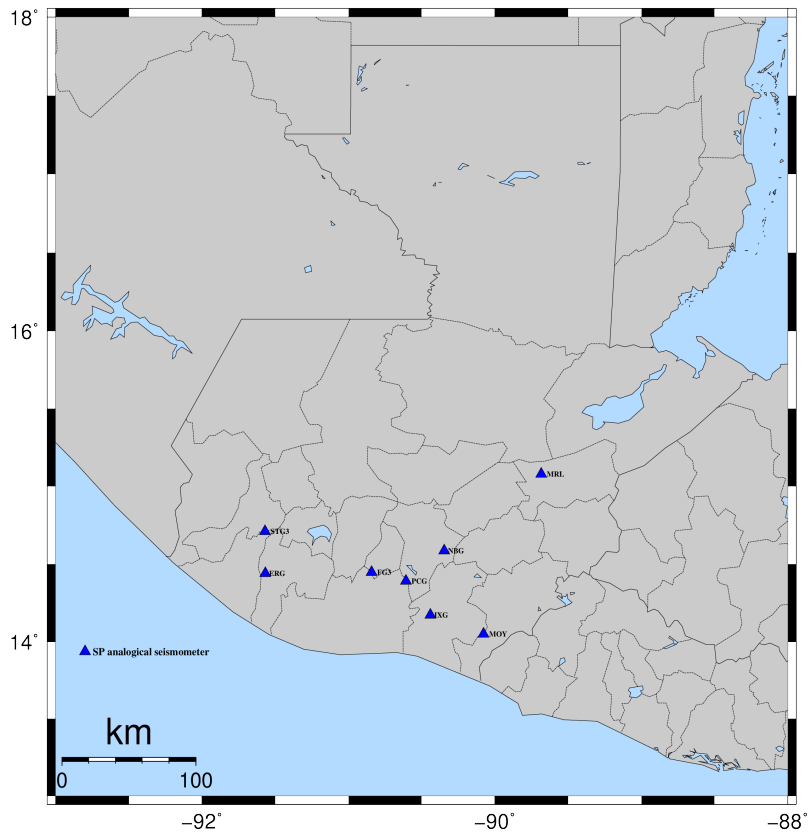 18°
16°
MRL
STG3
NBG
ERG
FG3
PCG
IXG
MOY
14°
SP analogical seismometer
km
0 100
-92° -90° -88°